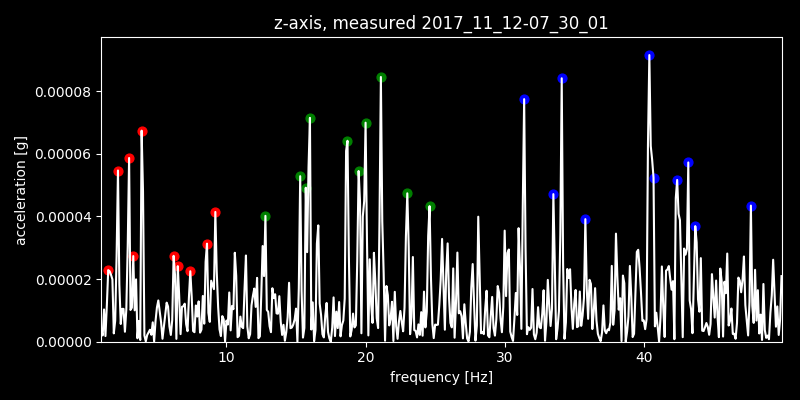 z-axis, measured 2017_11_12-07_30_01
acceleration [g]
0.00008
0.00006
0.00004
0.00002
0.00000
10 20 30 40
frequency [Hz]